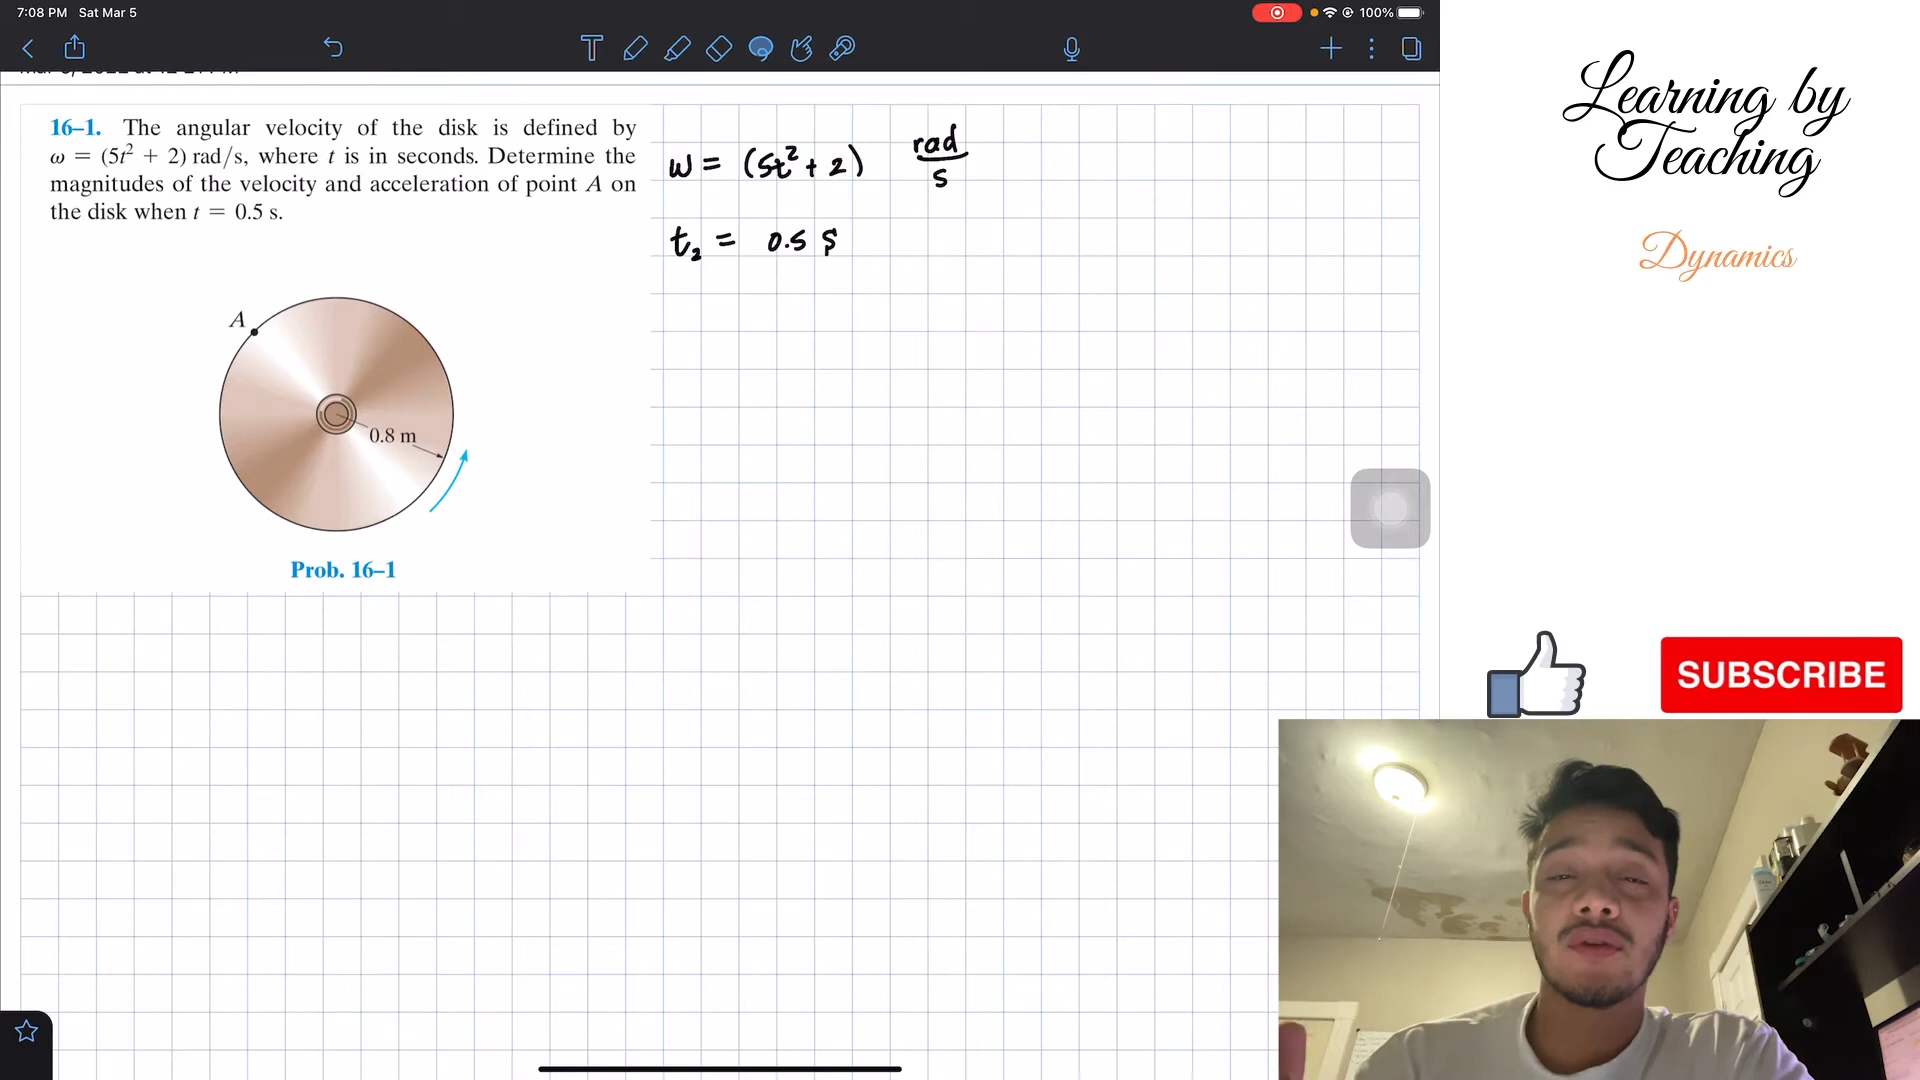 7:08 PM Sat Mar 5
100%
16–1. The angular velocity of the disk is defined by
ω = (5t² + 2) rad/s, where t is in seconds. Determine the
magnitudes of the velocity and acceleration of point A on
the disk when t = 0.5 s.
A
0.8 m
Prob. 16–1
ω = (5t² + 2) rad/s
t₂ = 0.5 s
Learning by
Teaching
Dynamics
SUBSCRIBE